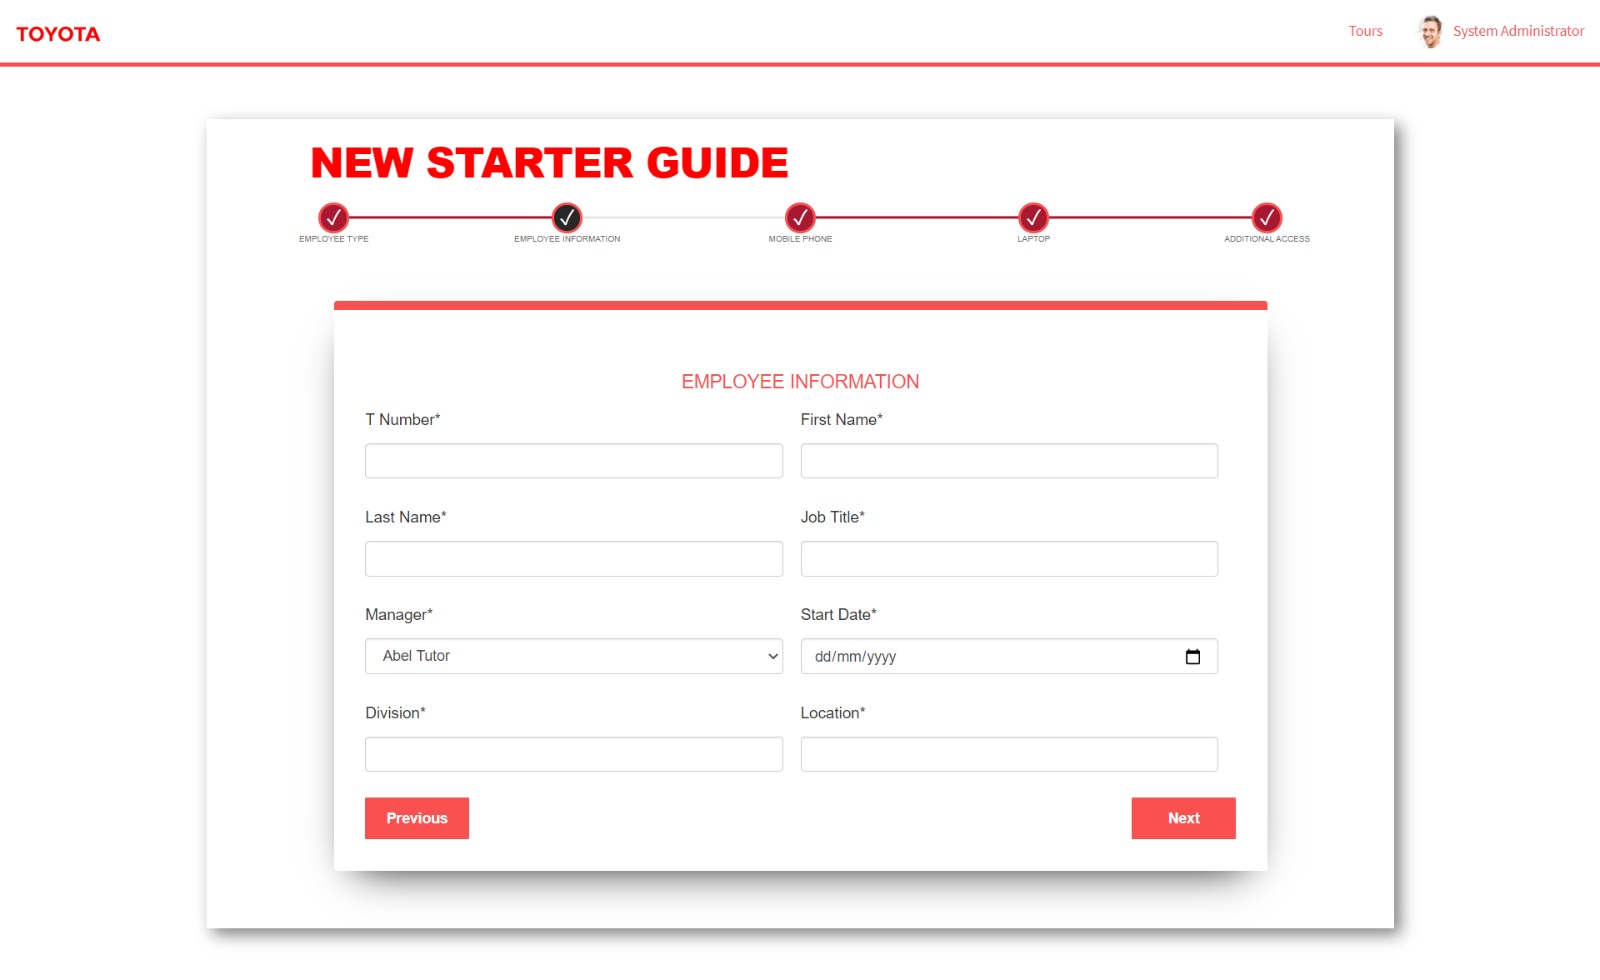 TOYOTA
Tours
System Administrator
NEW STARTER GUIDE
EMPLOYEE TYPE
EMPLOYEE INFORMATION
MOBILE PHONE
LAPTOP
ADDITIONAL ACCESS
EMPLOYEE INFORMATION
T Number*
First Name*
Last Name*
Job Title*
Manager*
Start Date*
Abel Tutor
dd/mm/yyyy
Division*
Location*
Previous
Next